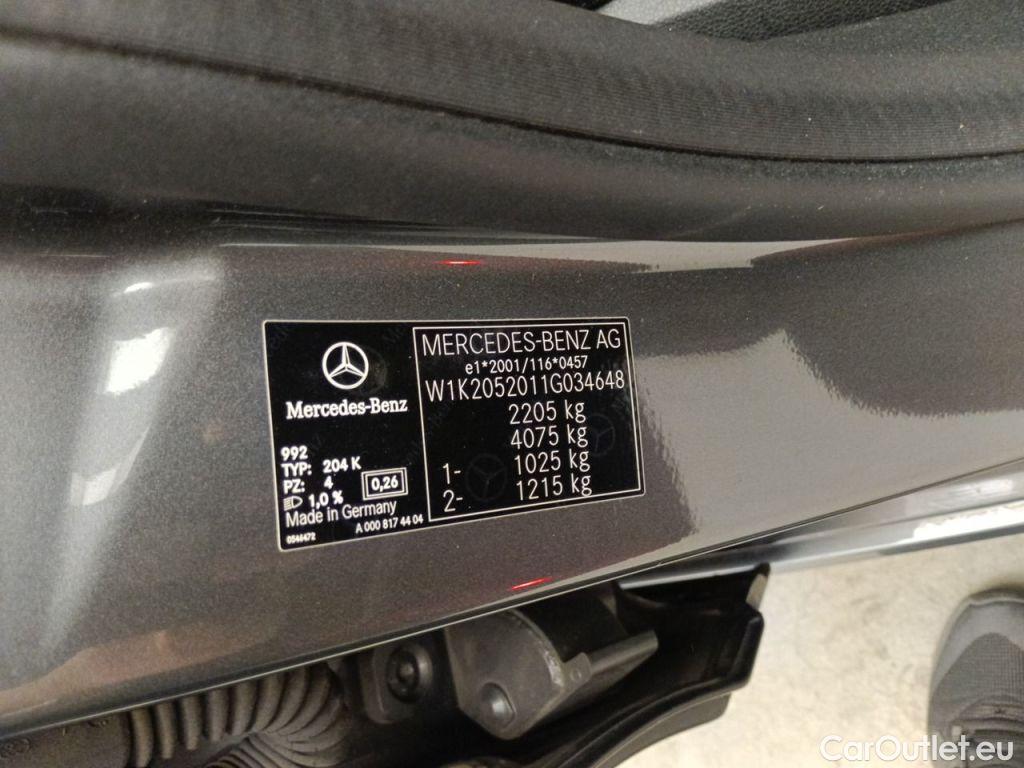 Mercedes-Benz
992
TYP: 204 K
PZ: 4
0,26
1,0 %
Made in Germany
0546472
A 000 817 44 04
MERCEDES-BENZ AG
e1*2001/116*0457
W1K2052011G034648
2205 kg
4075 kg
1- 1025 kg
2- 1215 kg
CarOutlet.eu